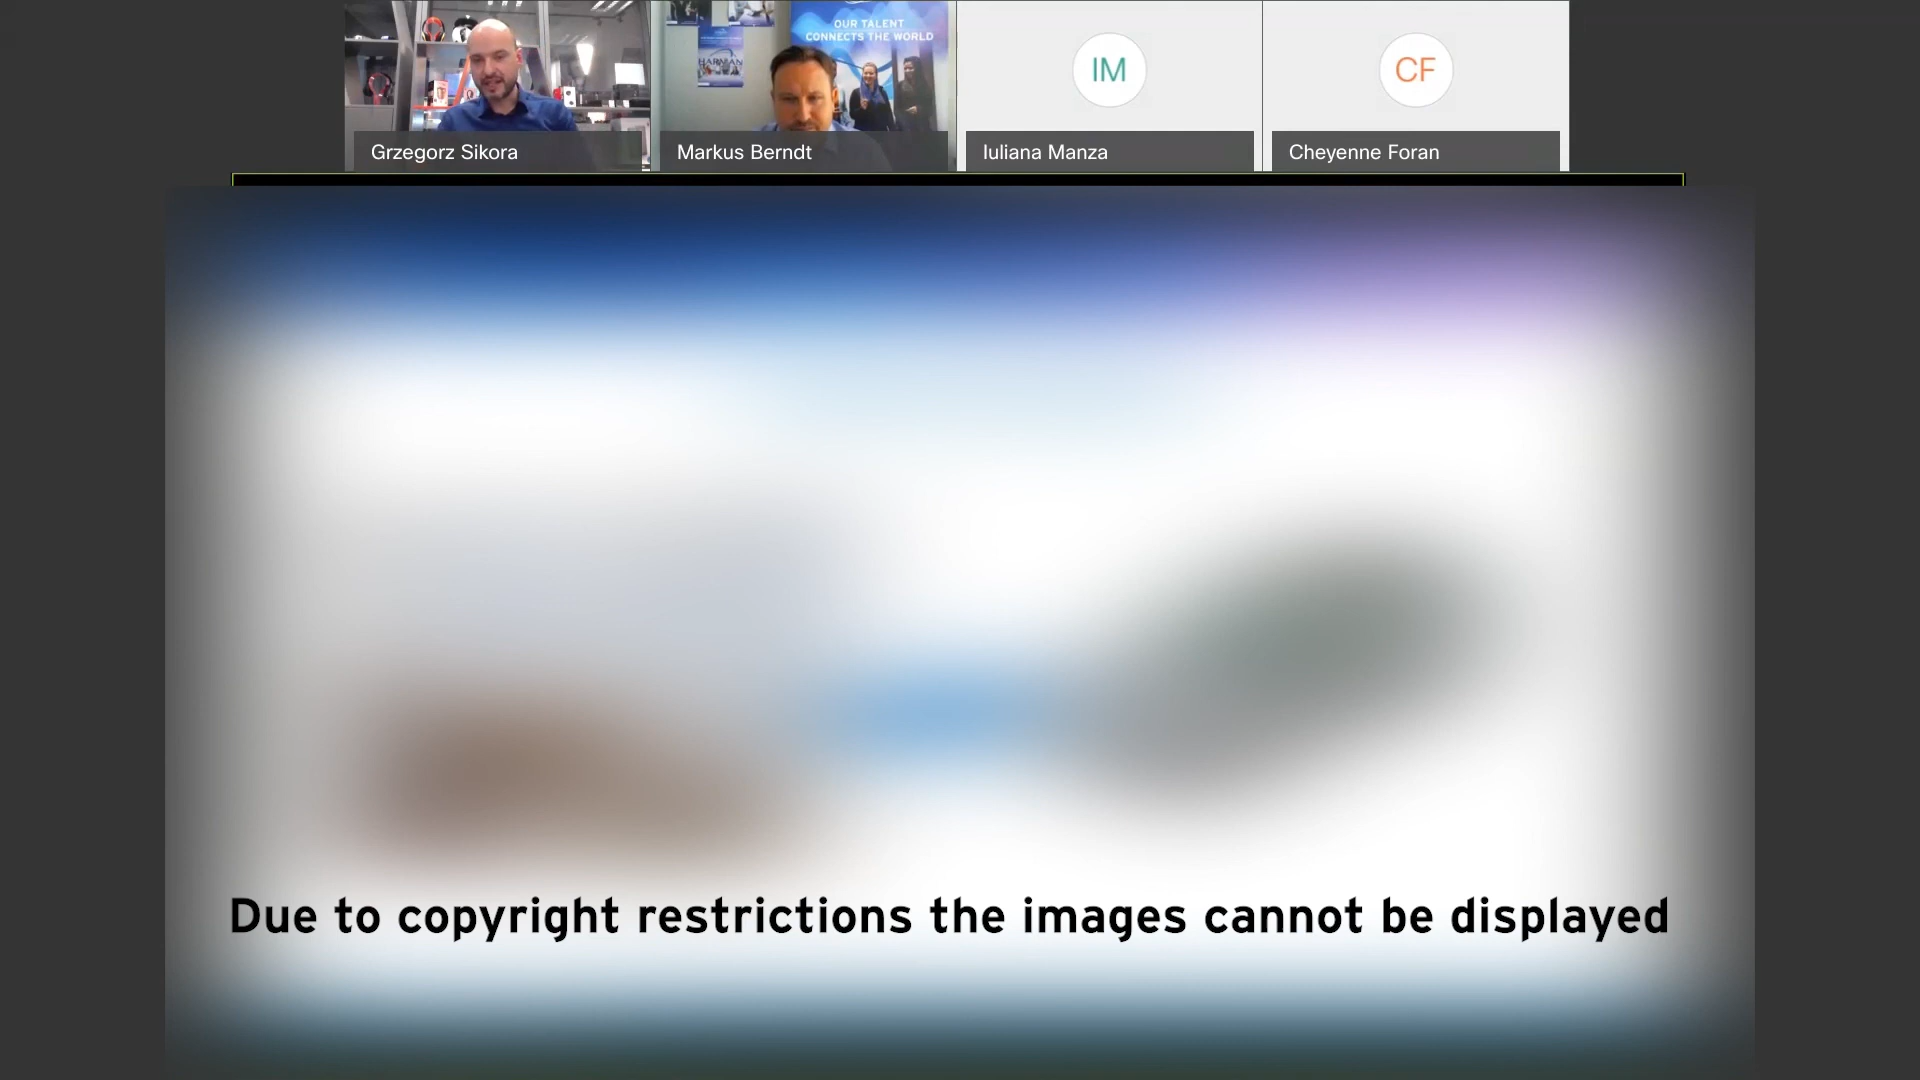 OUR TALENT
CONNECTS THE WORLD
HARMAN
IM
CF
Grzegorz Sikora
Markus Berndt
Iuliana Manza
Cheyenne Foran
Due to copyright restrictions the images cannot be displayed